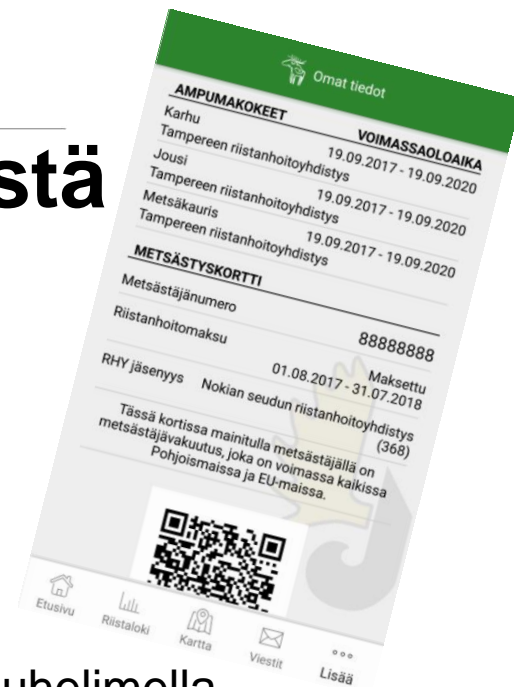 stä
Omat tiedot
AMPUMAKOKEET VOIMASSAOLOAIKA
Karhu 19.09.2017 - 19.09.2020
Tampereen riistanhoitoyhdistys
Jousi 19.09.2017 - 19.09.2020
Tampereen riistanhoitoyhdistys
Metsäkauris 19.09.2017 - 19.09.2020
Tampereen riistanhoitoyhdistys
METSÄSTYSKORTTI
Metsästäjänumero 88888888
Riistanhoitomaksu Maksettu
01.08.2017 - 31.07.2018
RHY jäsenyys Nokian seudun riistanhoitoyhdistys
(368)
Tässä kortissa mainitulla metsästäjällä on
metsästäjävakuutus, joka on voimassa kaikissa
Pohjoismaissa ja EU-maissa.
Etusivu Riistaloki Kartta Viestit Lisää
uhelimella